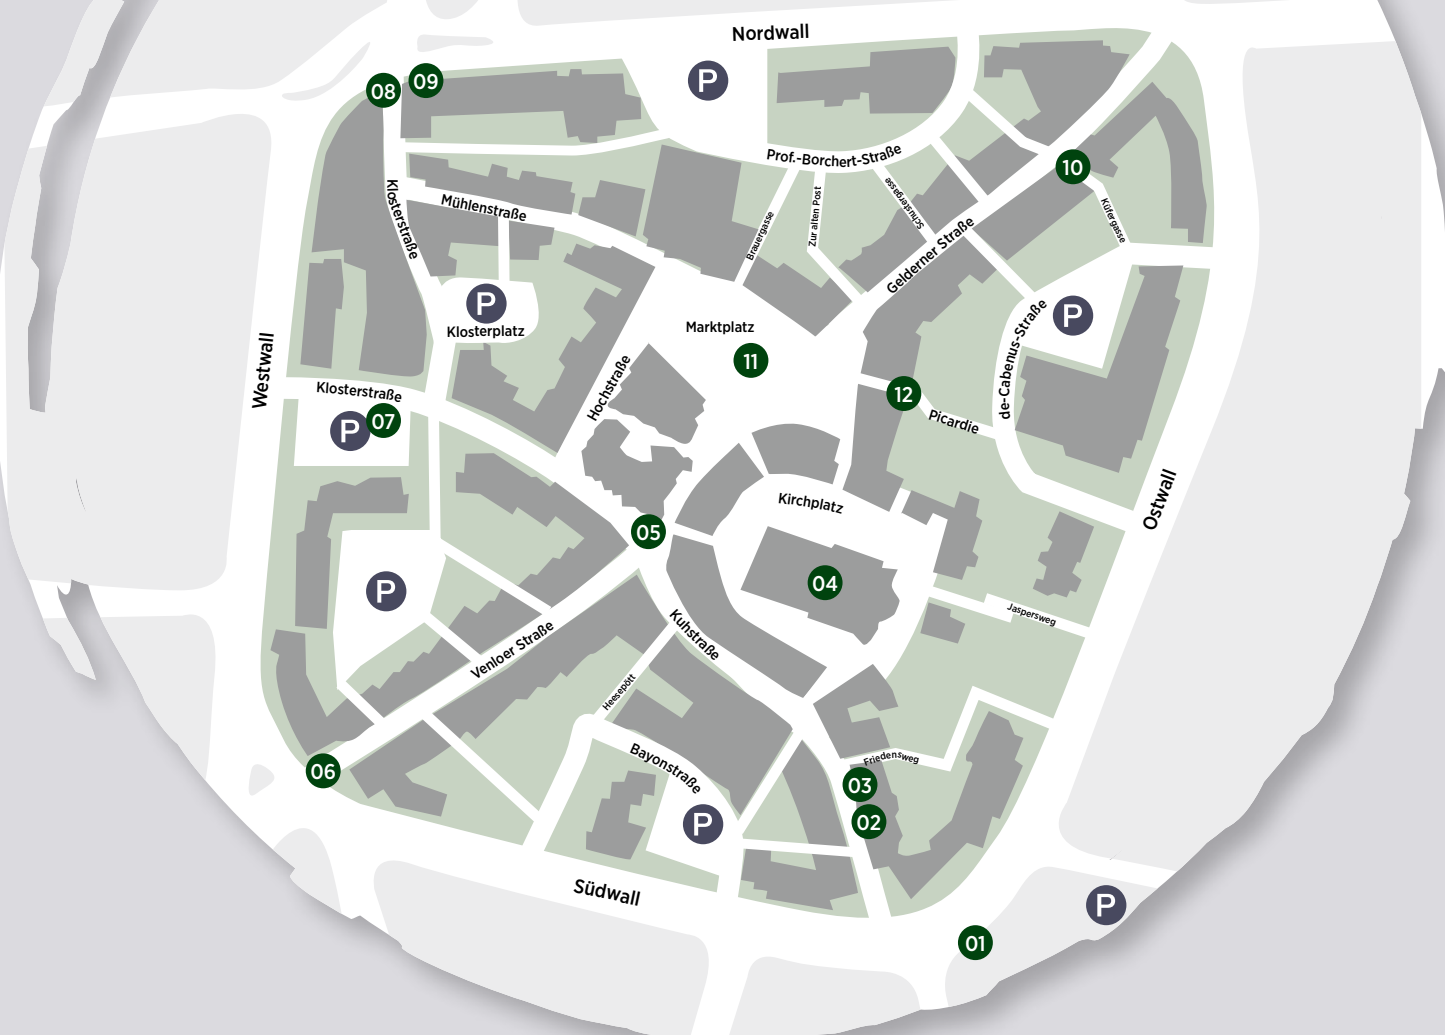 Nordwall
P
09
08
Prof.-Borchert-Straße
10
Klosterstraße
Mühlenstraße
Brauergasse
Zur alten Post
Schustergasse
Küfergasse
Gelderner Straße
P
Klosterplatz
Marktplatz
P
11
Westwall
Hochstraße
de-Cabenus-Straße
Klosterstraße
P
07
12
Picardie
Ostwall
Kirchplatz
05
04
P
Jaspersweg
Venloer Straße
Kuhstraße
Heesepött
06
Bayonstraße
Friedensweg
03
02
P
Südwall
P
01